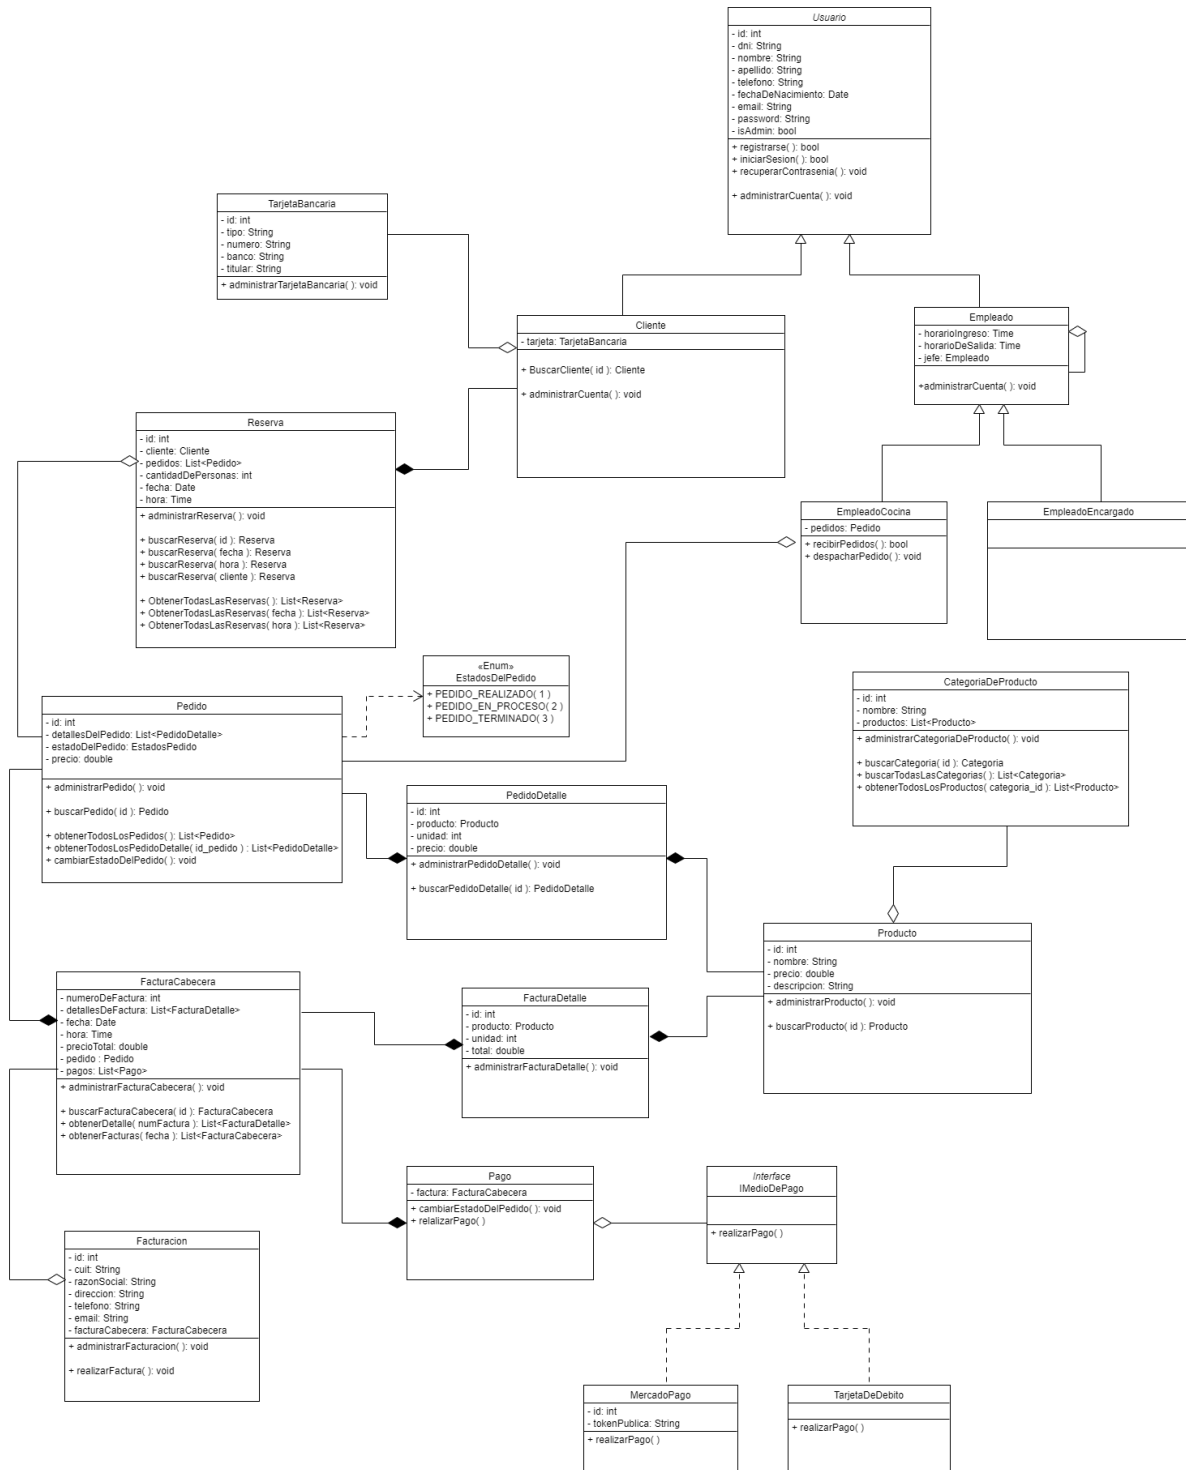 Usuario
- id: int
- dni: String
- nombre: String
- apellido: String
- telefono: String
- fechaDeNacimiento: Date
- email: String
- password: String
- isAdmin: bool
+ registrarse( ): bool
+ iniciarSesion( ): bool
+ recuperarContrasenia( ): void
+ administrarCuenta( ): void
TarjetaBancaria
- id: int
- tipo: String
- numero: String
- banco: String
- titular: String
+ administrarTarjetaBancaria( ): void
Cliente
- tarjeta: TarjetaBancaria
+ BuscarCliente( id ): Cliente
+ administrarCuenta( ): void
Empleado
- horarioIngreso: Time
- horarioDeSalida: Time
- jefe: Empleado
+administrarCuenta( ): void
Reserva
- id: int
- cliente: Cliente
- pedidos: List<Pedido>
- cantidadDePersonas: int
- fecha: Date
- hora: Time
+ administrarReserva( ): void
+ buscarReserva( id ): Reserva
+ buscarReserva( fecha ): Reserva
+ buscarReserva( hora ): Reserva
+ buscarReserva( cliente ): Reserva
+ ObtenerTodasLasReservas( ): List<Reserva>
+ ObtenerTodasLasReservas( fecha ): List<Reserva>
+ ObtenerTodasLasReservas( hora ): List<Reserva>
EmpleadoCocina
- pedidos: Pedido
+ recibirPedidos( ): bool
+ despacharPedido( ): void
EmpleadoEncargado
«Enum»
EstadosDelPedido
+ PEDIDO_REALIZADO( 1 )
+ PEDIDO_EN_PROCESO( 2 )
+ PEDIDO_TERMINADO( 3 )
CategoriaDeProducto
- id: int
- nombre: String
- productos: List<Producto>
+ administrarCategoriaDeProducto( ): void
+ buscarCategoria( id ): Categoria
+ buscarTodasLasCategorias( ): List<Categoria>
+ obtenerTodosLosProductos( categoria_id ): List<Producto>
Pedido
- id: int
- detallesDelPedido: List<PedidoDetalle>
- estadoDelPedido: EstadosPedido
- precio: double
+ administrarPedido( ): void
+ buscarPedido( id ): Pedido
+ obtenerTodosLosPedidos( ): List<Pedido>
+ obtenerTodosLosPedidoDetalle( id_pedido ) : List<PedidoDetalle>
+ cambiarEstadoDelPedido( ): void
PedidoDetalle
- id: int
- producto: Producto
- unidad: int
- precio: double
+ administrarPedidoDetalle( ): void
+ buscarPedidoDetalle( id ): PedidoDetalle
Producto
- id: int
- nombre: String
- precio: double
- descripcion: String
+ administrarProducto( ): void
+ buscarProducto( id ): Producto
FacturaCabecera
- numeroDeFactura: int
- detallesDeFactura: List<FacturaDetalle>
- fecha: Date
- hora: Time
- precioTotal: double
- pedido : Pedido
- pagos: List<Pago>
+ administrarFacturaCabecera( ): void
+ buscarFacturaCabecera( id ): FacturaCabecera
+ obtenerDetalle( numFactura ): List<FacturaDetalle>
+ obtenerFacturas( fecha ): List<FacturaCabecera>
FacturaDetalle
- id: int
- producto: Producto
- unidad: int
- total: double
+ administrarFacturaDetalle( ): void
Pago
- factura: FacturaCabecera
+ cambiarEstadoDelPedido( ): void
+ relalizarPago( )
Interface
IMedioDePago
+ realizarPago( )
Facturacion
- id: int
- cuit: String
- razonSocial: String
- direccion: String
- telefono: String
- email: String
- facturaCabecera: FacturaCabecera
+ administrarFacturacion( ): void
+ realizarFactura( ): void
MercadoPago
- id: int
- tokenPublica: String
+ realizarPago( )
TarjetaDeDebito
+ realizarPago( )